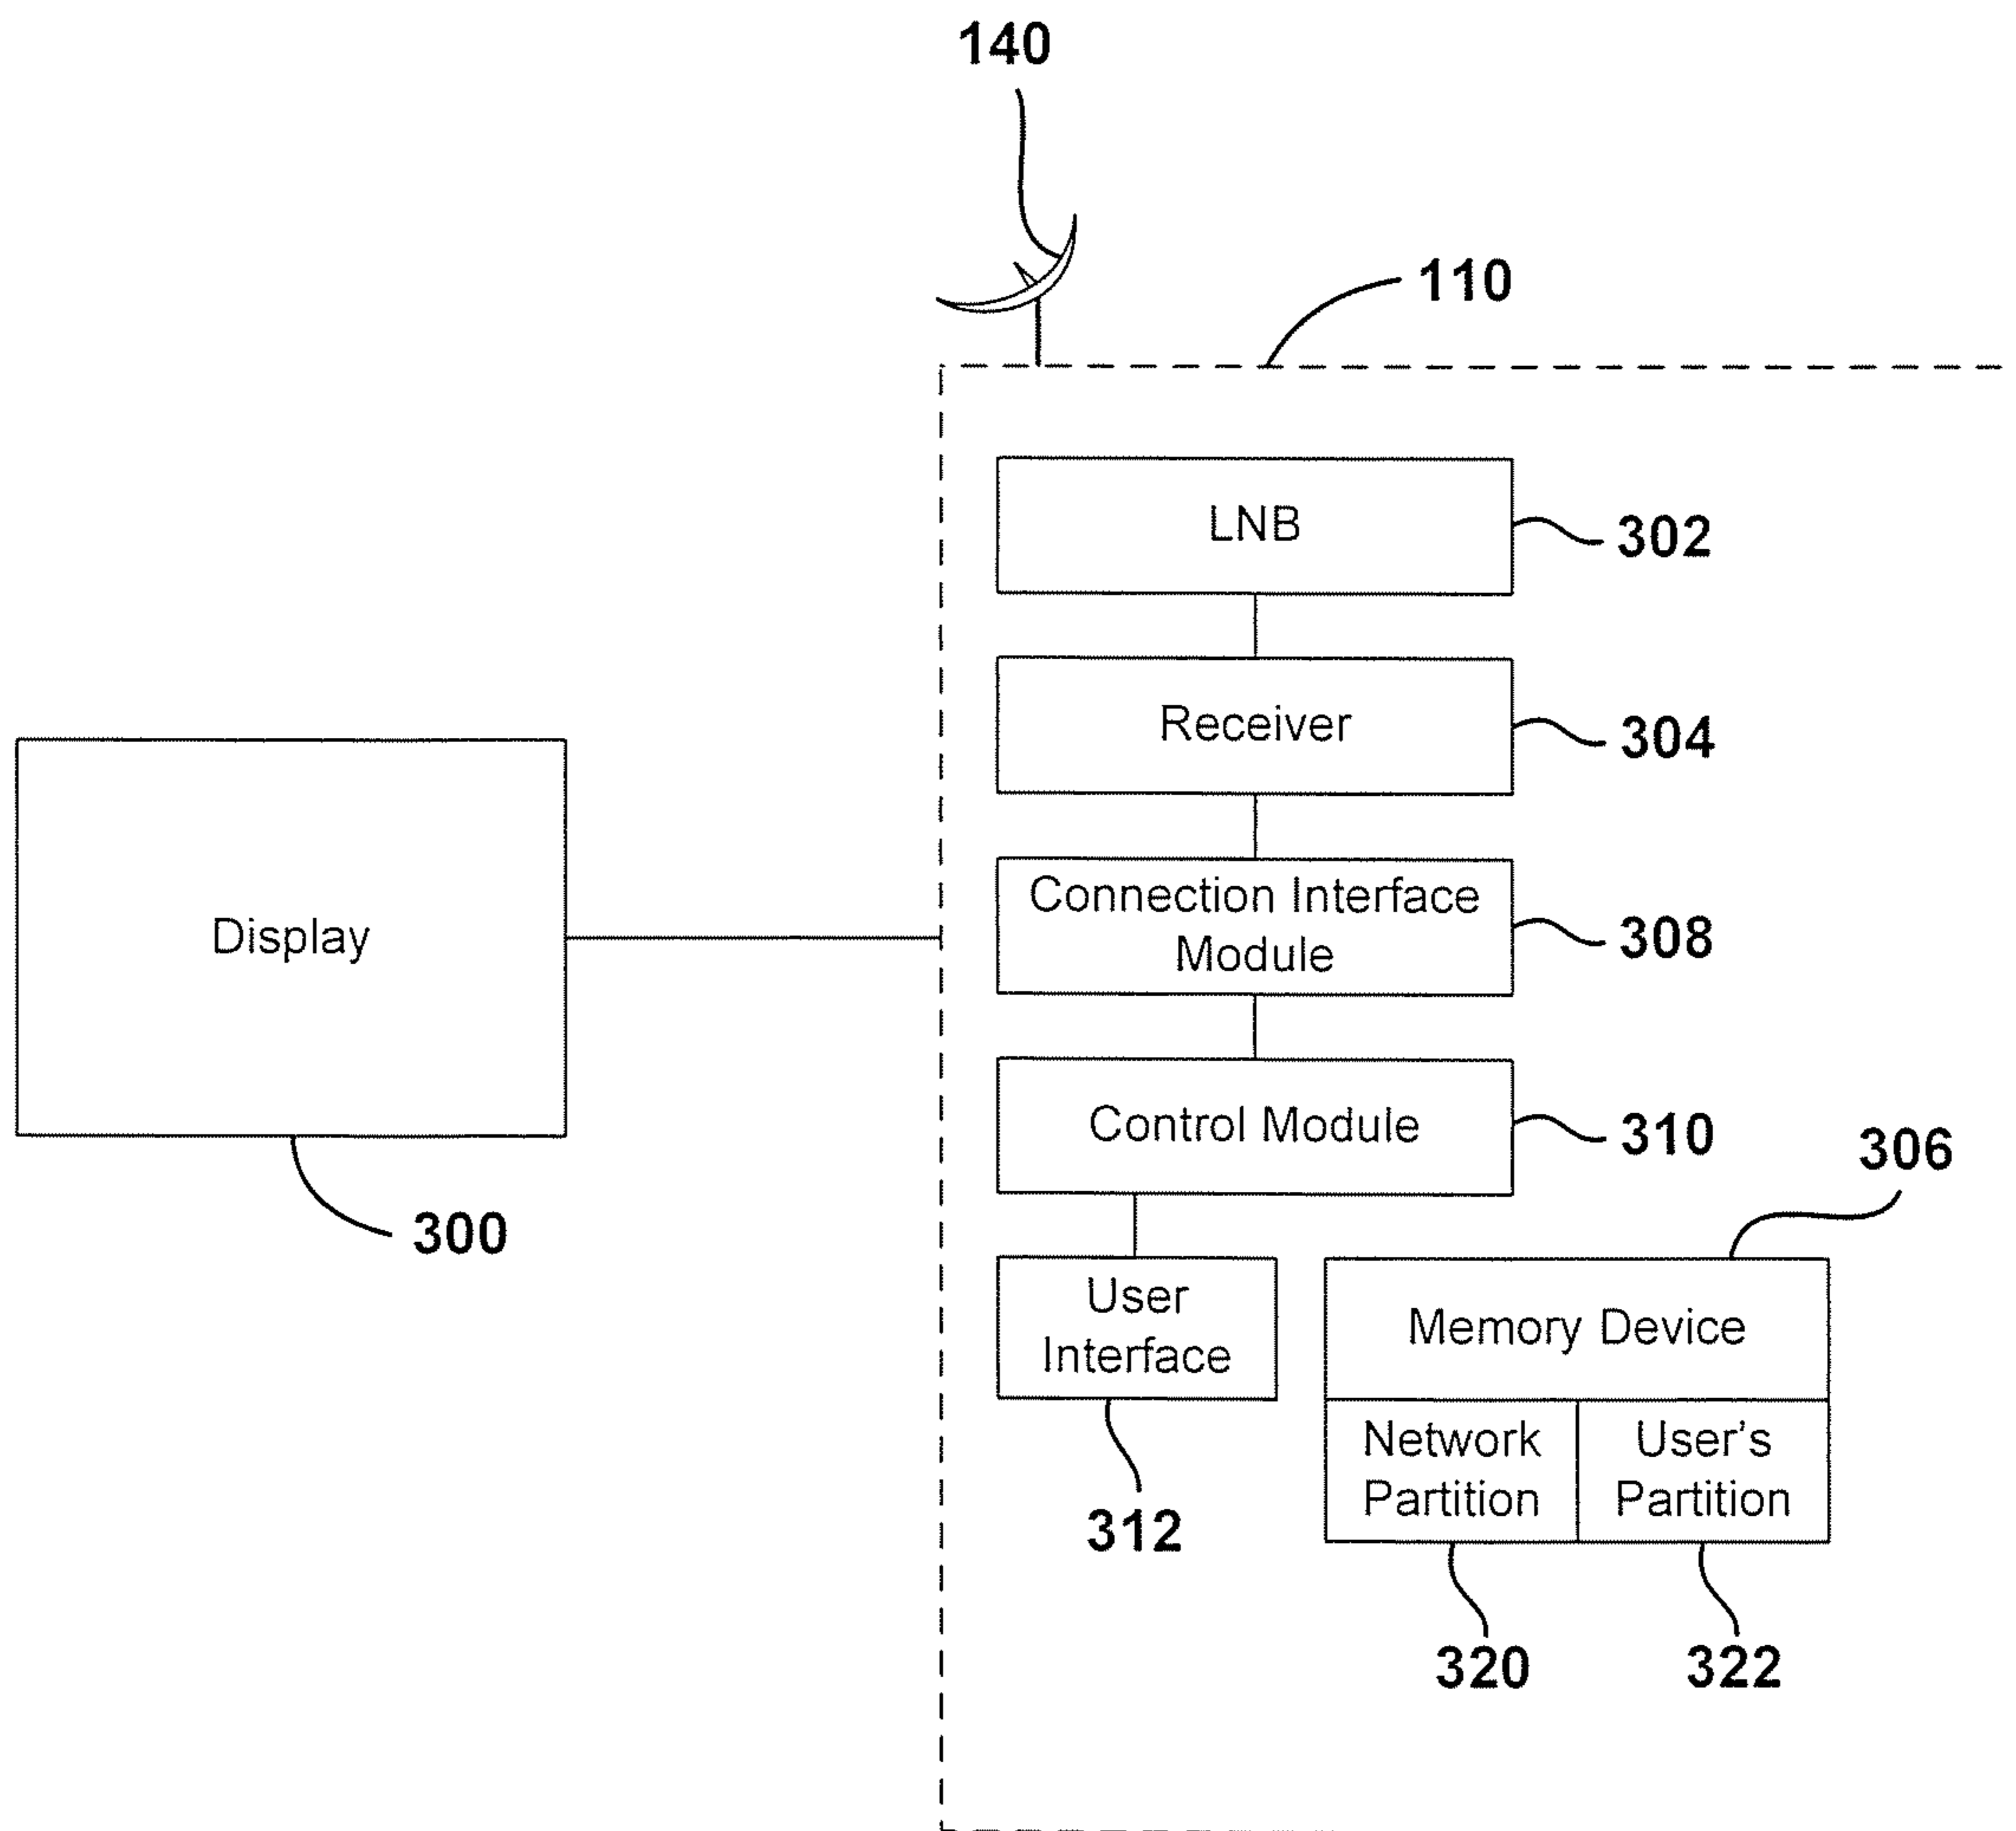 140
110
LNB
302
Receiver
304
Connection Interface
Module
308
Display
300
Control Module
310
306
User
Interface
312
Memory Device
Network
Partition
User's
Partition
320
322